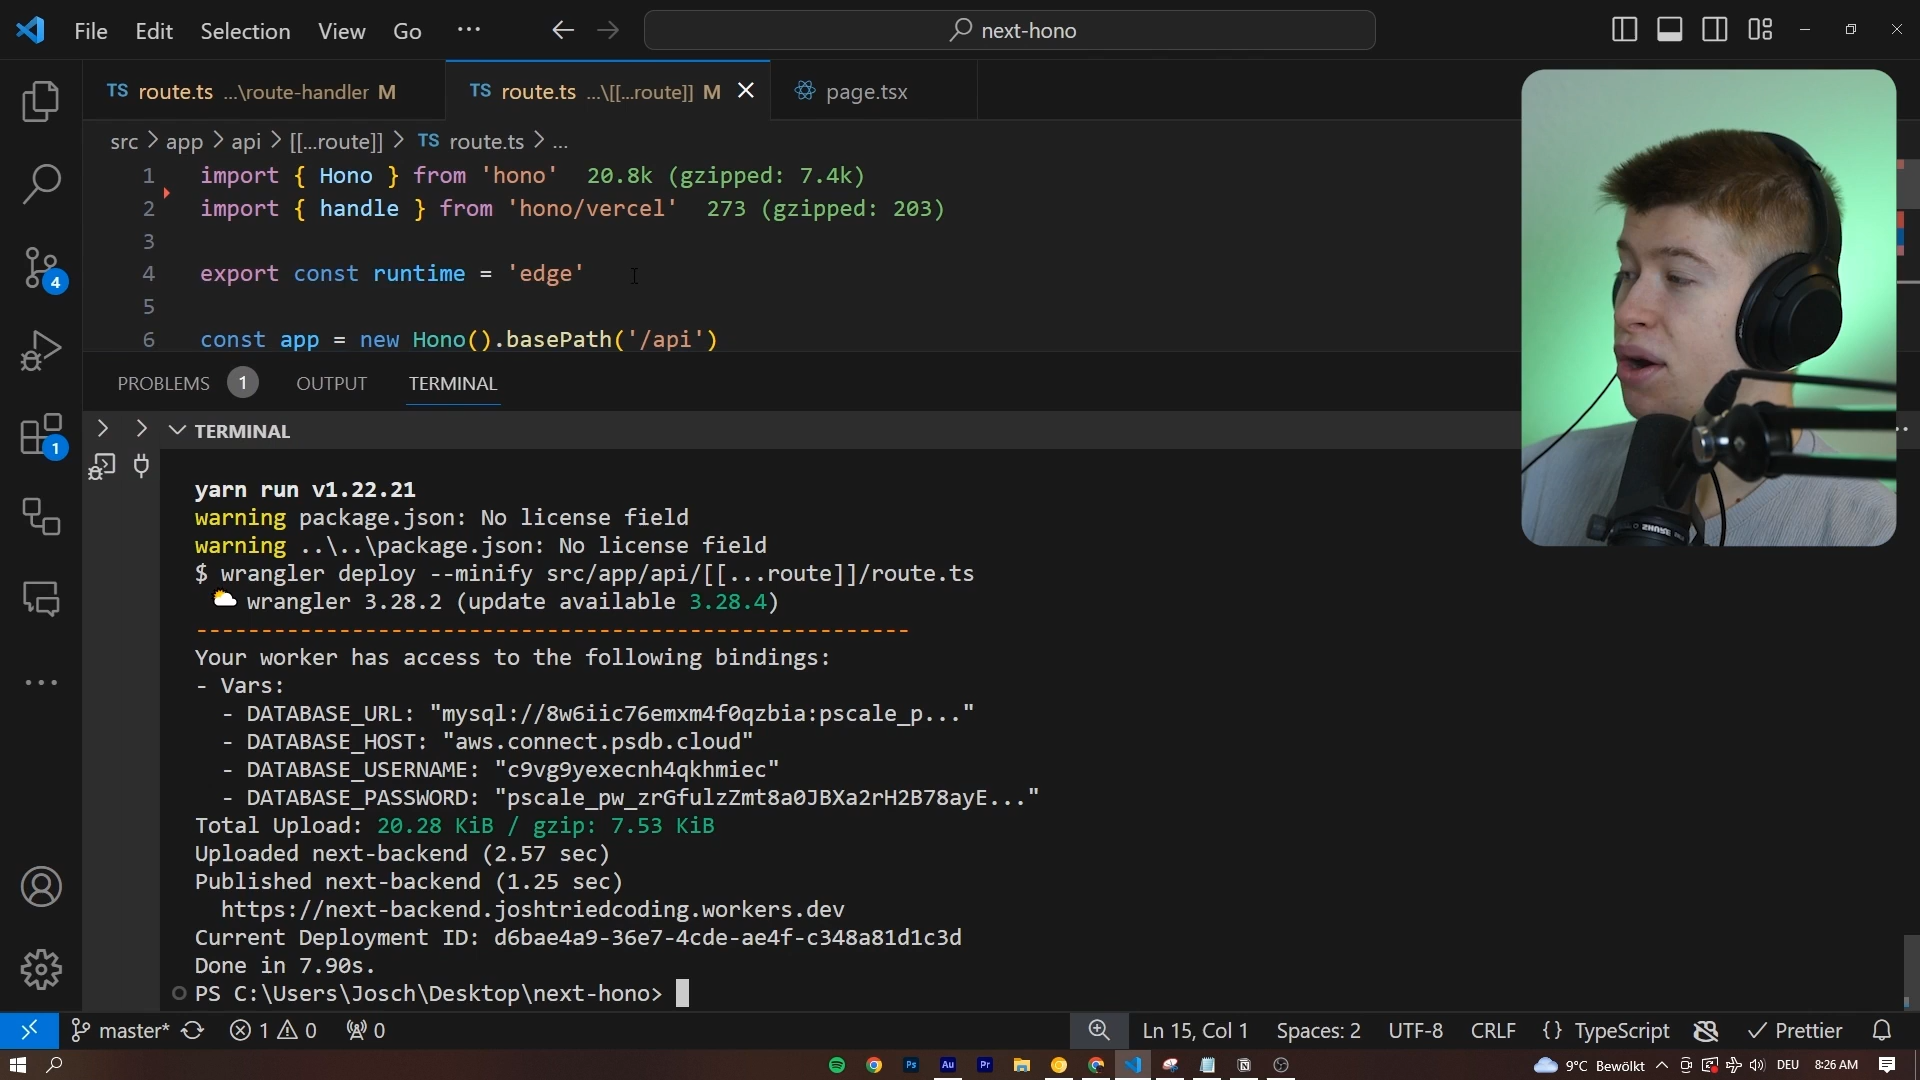 File Edit Selection View Go ... next-hono
TS route.ts ...\route-handler M TS route.ts ...\[[...route]] M page.tsx
src > app > api > [[...route]] > TS route.ts > ...
1 import { Hono } from 'hono' 20.8k (gzipped: 7.4k)
2 import { handle } from 'hono/vercel' 273 (gzipped: 203)
3
4 export const runtime = 'edge'
5
6 const app = new Hono().basePath('/api')
4
1
PROBLEMS 1 OUTPUT TERMINAL
TERMINAL
yarn run v1.22.21
warning package.json: No license field
warning ..\..\package.json: No license field
$ wrangler deploy --minify src/app/api/[[...route]]/route.ts
wrangler 3.28.2 (update available 3.28.4)
-------------------------------------------------------
Your worker has access to the following bindings:
- Vars:
- DATABASE_URL: "mysql://8w6iic76emxm4f0qzbia:pscale_p..."
- DATABASE_HOST: "aws.connect.psdb.cloud"
- DATABASE_USERNAME: "c9vg9yexecnh4qkhmiec"
- DATABASE_PASSWORD: "pscale_pw_zrGfulzZmt8a0JBXa2rH2B78ayE..."
Total Upload: 20.28 KiB / gzip: 7.53 KiB
Uploaded next-backend (2.57 sec)
Published next-backend (1.25 sec)
https://next-backend.joshtriedcoding.workers.dev
Current Deployment ID: d6bae4a9-36e7-4cde-ae4f-c348a81d1c3d
Done in 7.90s.
PS C:\Users\Josch\Desktop\next-hono>
master* 1 0 0 Ln 15, Col 1 Spaces: 2 UTF-8 CRLF {} TypeScript Prettier
Ps Au Pr 9°C Bewölkt DEU 8:26 AM